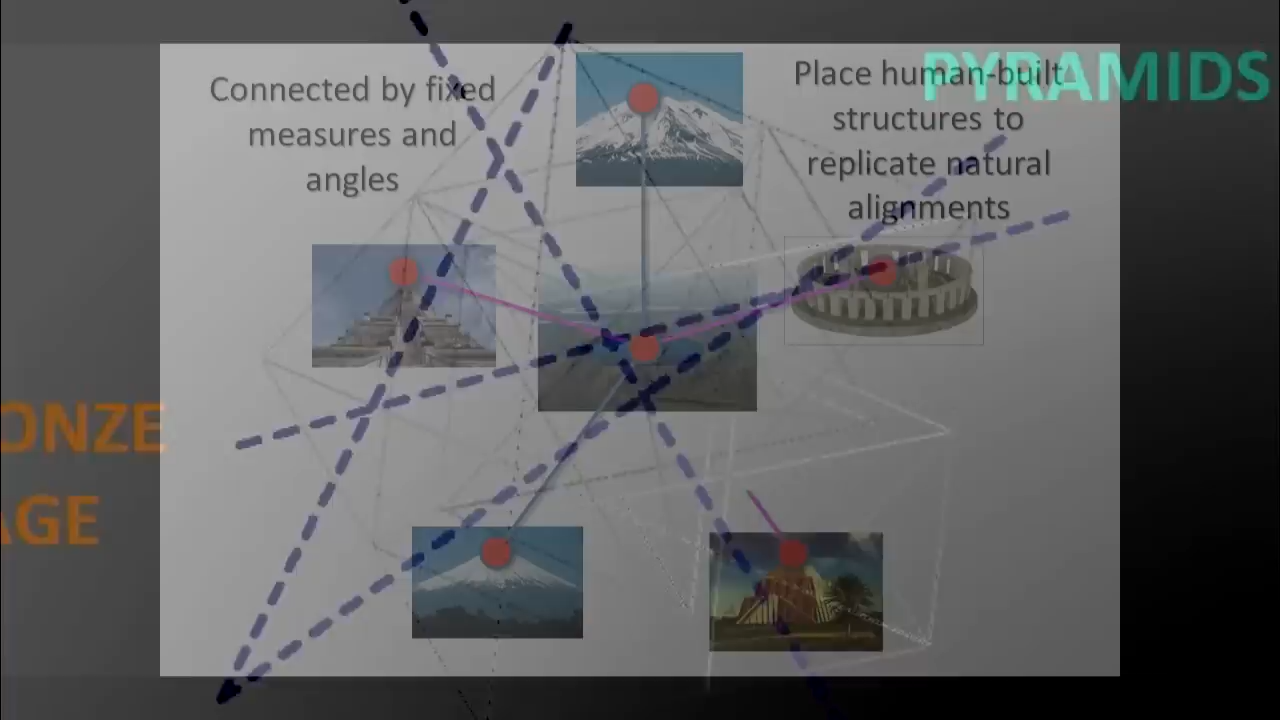 Connected by fixed
measures and
angles
Place human-built
structures to
replicate natural
alignments
PYRAMIDS
ONZE
AGE